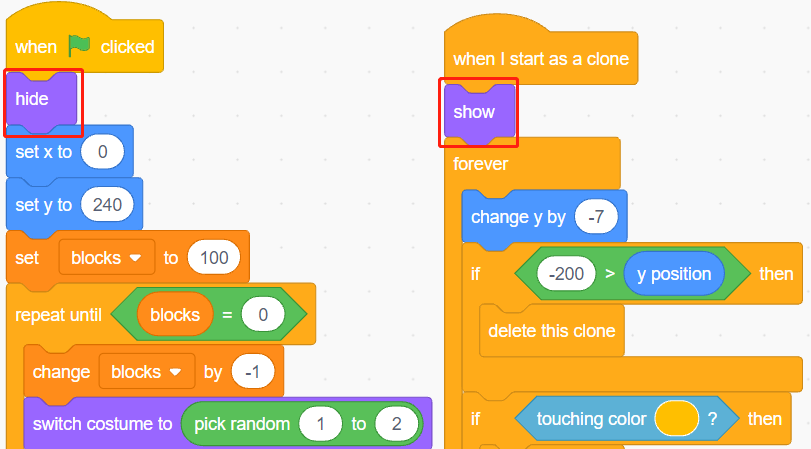 when clicked
hide
set x to 0
set y to 240
set blocks to 100
repeat until blocks = 0
change blocks by -1
switch costume to pick random 1 to 2
when I start as a clone
show
forever
change y by -7
if -200 > y position then
delete this clone
if touching color ? then